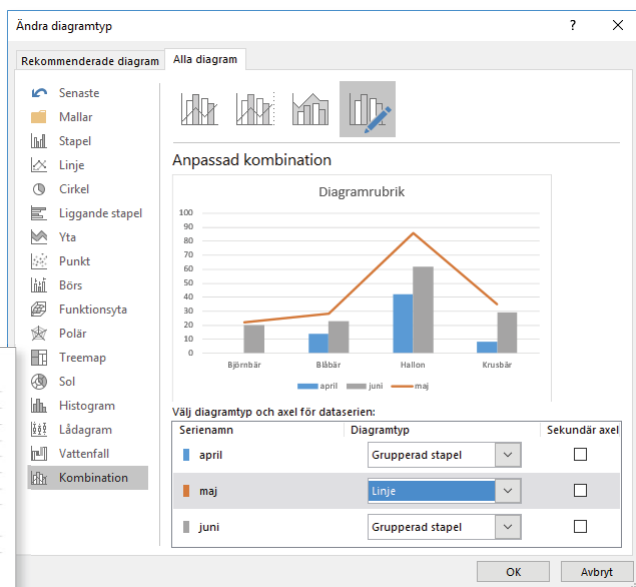 Ändra diagramtyp ? ×
Rekommenderade diagram Alla diagram
Senaste
Mallar
Stapel
Linje
Cirkel
Liggande stapel
Yta
Punkt
Börs
Funktionsyta
Polär
Treemap
Sol
Histogram
Lådagram
Vattenfall
Kombination
Anpassad kombination
Diagramrubrik
100
90
80
70
60
50
40
30
20
10
0
Björnbär Blåbär Hallon Krusbär
april juni maj
Välj diagramtyp och axel för dataserien:
Serienamn Diagramtyp Sekundär axel
april Grupperad stapel
maj Linje
juni Grupperad stapel
OK Avbryt